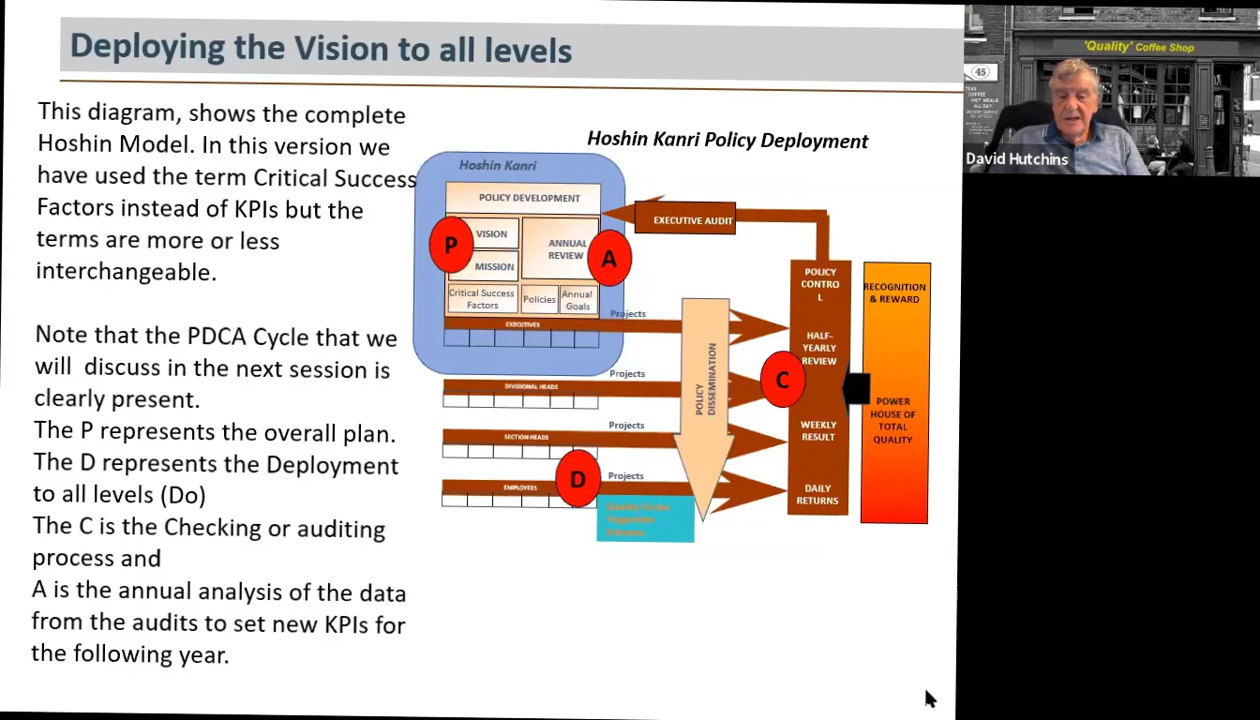 Deploying the Vision to all levels
This diagram, shows the complete
Hoshin Model. In this version we
have used the term Critical Success
Factors instead of KPIs but the
terms are more or less
interchangeable.
Note that the PDCA Cycle that we
will discuss in the next session is
clearly present.
The P represents the overall plan.
The D represents the Deployment
to all levels (Do)
The C is the Checking or auditing
process and
A is the annual analysis of the data
from the audits to set new KPIs for
the following year.
Hoshin Kanri Policy Deployment
Hoshin Kanri
POLICY DEVELOPMENT
P
VISION
MISSION
ANNUAL
REVIEW
A
Critical Success
Factors
Policies
Annual
Goals
EXECUTIVES
Projects
DIVISIONAL HEADS
Projects
SECTION HEADS
Projects
EMPLOYEES
D
Projects
POLICY
DISSEMINATION
EXECUTIVE AUDIT
POLICY
CONTRO
L
HALF-
YEARLY
REVIEW
C
WEEKLY
RESULT
DAILY
RETURNS
RECOGNITION
& REWARD
POWER
HOUSE OF
TOTAL
QUALITY
'Quality' Coffee Shop
45
David Hutchins